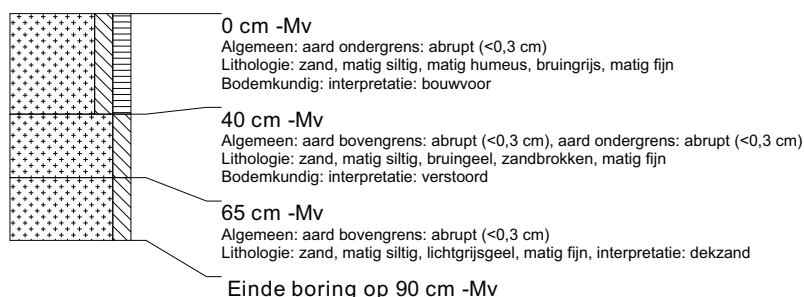 0 cm -Mv
Algemeen: aard ondergrens: abrupt (<0,3 cm)
Lithologie: zand, matig siltig, matig humeus, bruingrijs, matig fijn
Bodemkundig: interpretatie: bouwvoor
40 cm -Mv
Algemeen: aard bovengrens: abrupt (<0,3 cm), aard ondergrens: abrupt (<0,3 cm)
Lithologie: zand, matig siltig, bruingeel, zandbrokken, matig fijn
Bodemkundig: interpretatie: verstoord
65 cm -Mv
Algemeen: aard bovengrens: abrupt (<0,3 cm)
Lithologie: zand, matig siltig, lichtgrijsgeel, matig fijn, interpretatie: dekzand
Einde boring op 90 cm -Mv